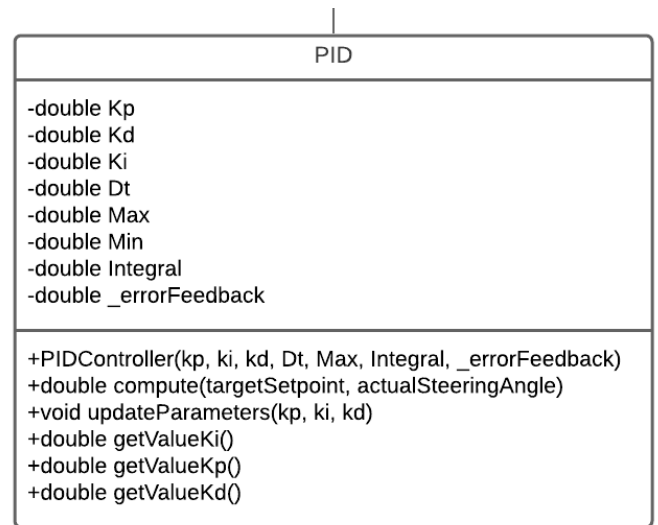 PID
-double Kp
-double Kd
-double Ki
-double Dt
-double Max
-double Min
-double Integral
-double _errorFeedback
+PIDController(kp, ki, kd, Dt, Max, Integral, _errorFeedback)
+double compute(targetSetpoint, actualSteeringAngle)
+void updateParameters(kp, ki, kd)
+double getValueKi()
+double getValueKp()
+double getValueKd()